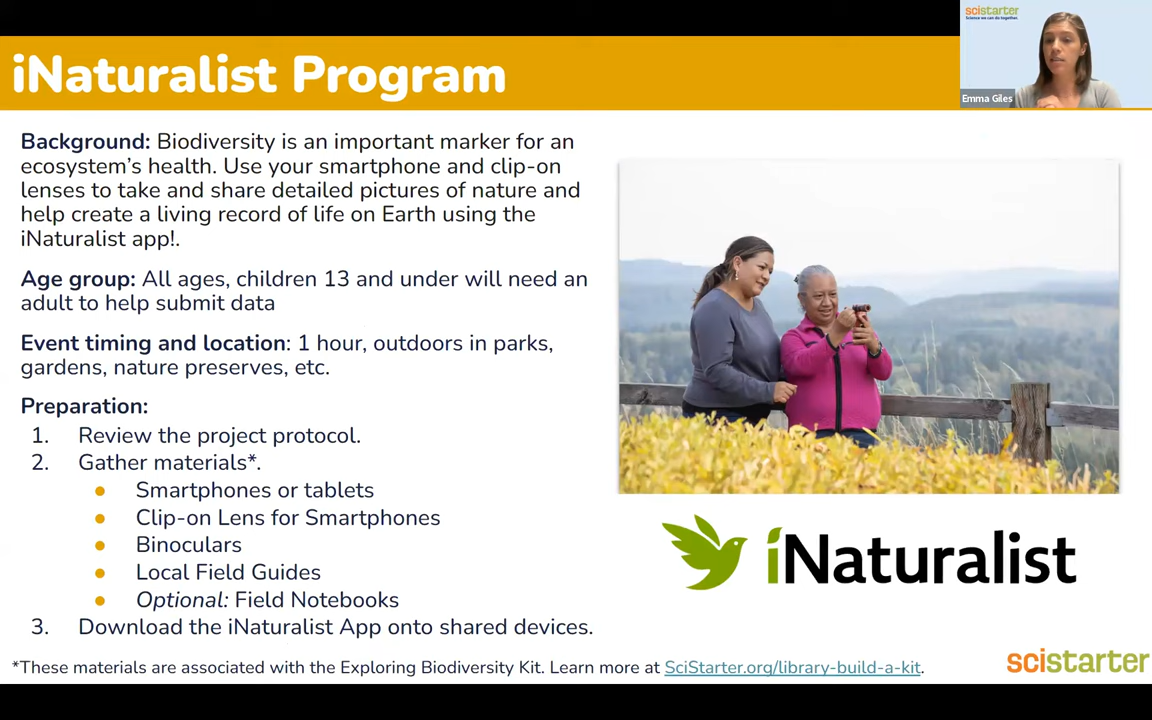 iNaturalist Program
scistarter
Science we can do together.
Emma Giles
Background: Biodiversity is an important marker for an
ecosystem's health. Use your smartphone and clip-on
lenses to take and share detailed pictures of nature and
help create a living record of life on Earth using the
iNaturalist app!.
Age group: All ages, children 13 and under will need an
adult to help submit data
Event timing and location: 1 hour, outdoors in parks,
gardens, nature preserves, etc.
Preparation:
1. Review the project protocol.
2. Gather materials*.
● Smartphones or tablets
● Clip-on Lens for Smartphones
● Binoculars
● Local Field Guides
● Optional: Field Notebooks
3. Download the iNaturalist App onto shared devices.
iNaturalist
*These materials are associated with the Exploring Biodiversity Kit. Learn more at SciStarter.org/library-build-a-kit.
scistarter